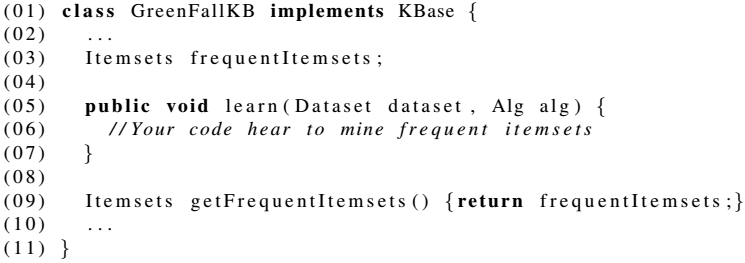 (01) class GreenFallKB implements KBase {
(02)   ...
(03)   Itemsets frequentItemsets;
(04)
(05)   public void learn(Dataset dataset, Alg alg) {
(06)     //Your code hear to mine frequent itemsets
(07)   }
(08)
(09)   Itemsets getFrequentItemsets() {return frequentItemsets;}
(10)   ...
(11) }